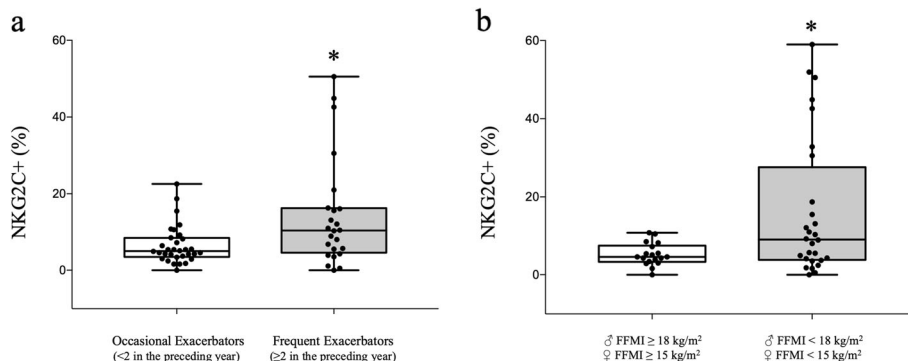 a
60
40
20
0
NKG2C+ (%)
*
Occasional Exacerbators
(<2 in the preceding year)
Frequent Exacerbators
(≥2 in the preceding year)
b
60
40
20
0
NKG2C+ (%)
*
♂ FFMI ≥ 18 kg/m²
♀ FFMI ≥ 15 kg/m²
♂ FFMI < 18 kg/m²
♀ FFMI < 15 kg/m²